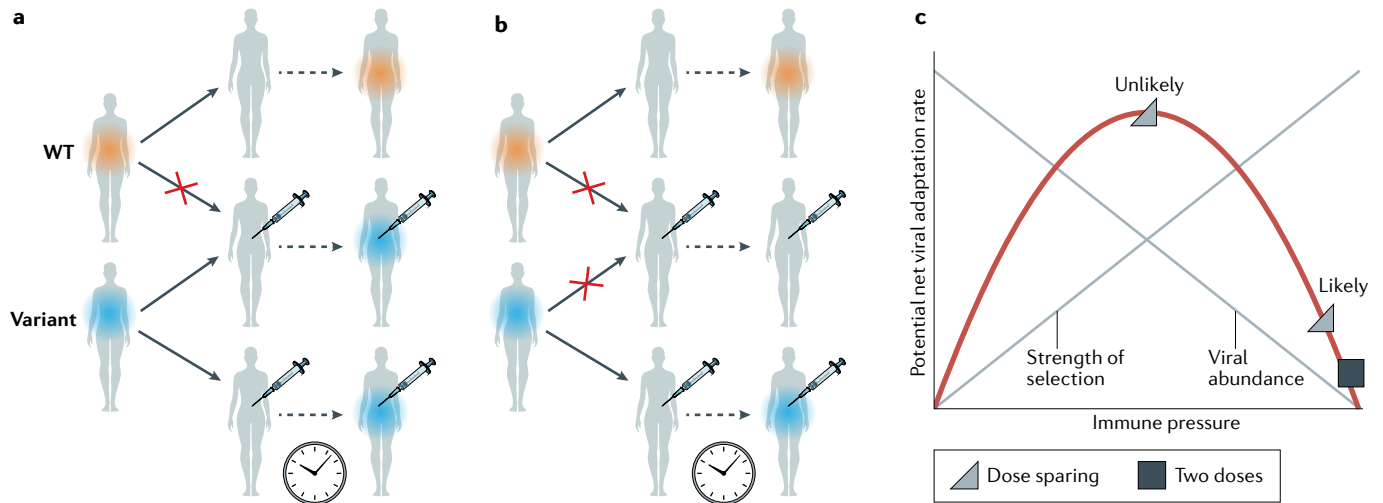 a
WT
Variant
b
c
Potential net viral adaptation rate
Unlikely
Likely
Strength of
selection
Viral
abundance
Immune pressure
Dose sparing
Two doses